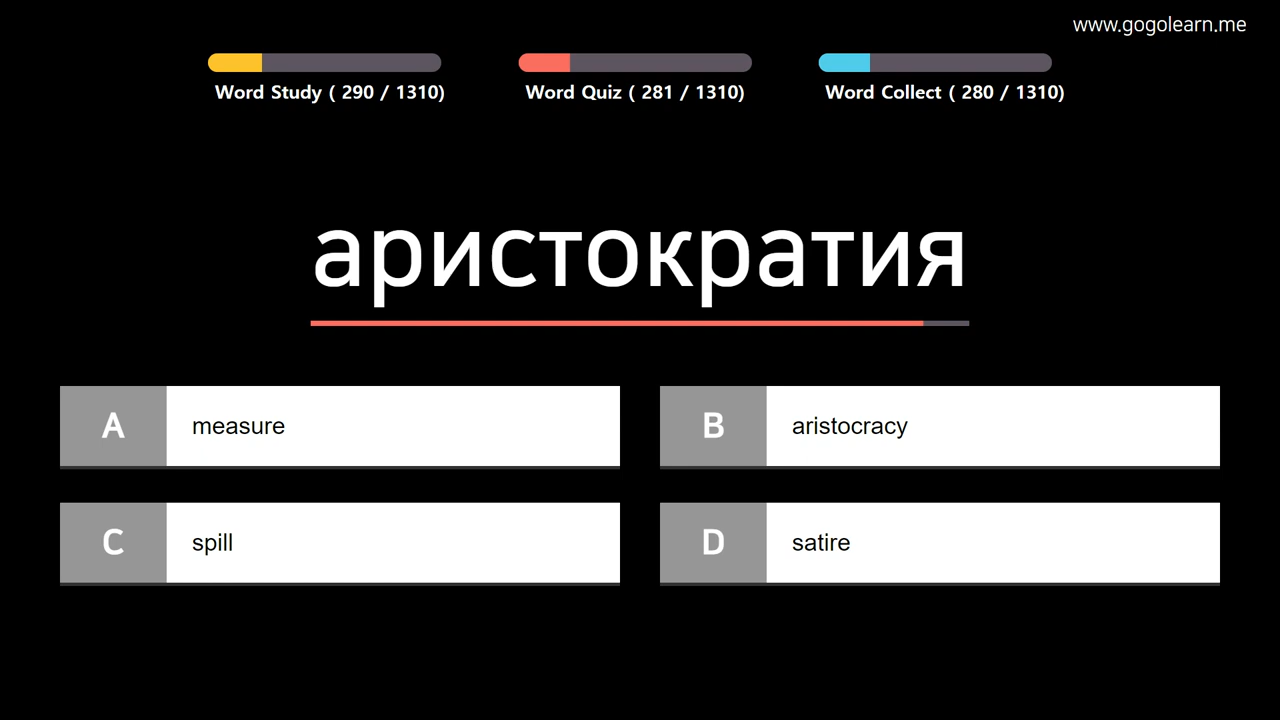 www.gogolearn.me
Word Study ( 290 / 1310)
Word Quiz ( 281 / 1310)
Word Collect ( 280 / 1310)
аристократия
A measure
B aristocracy
C spill
D satire